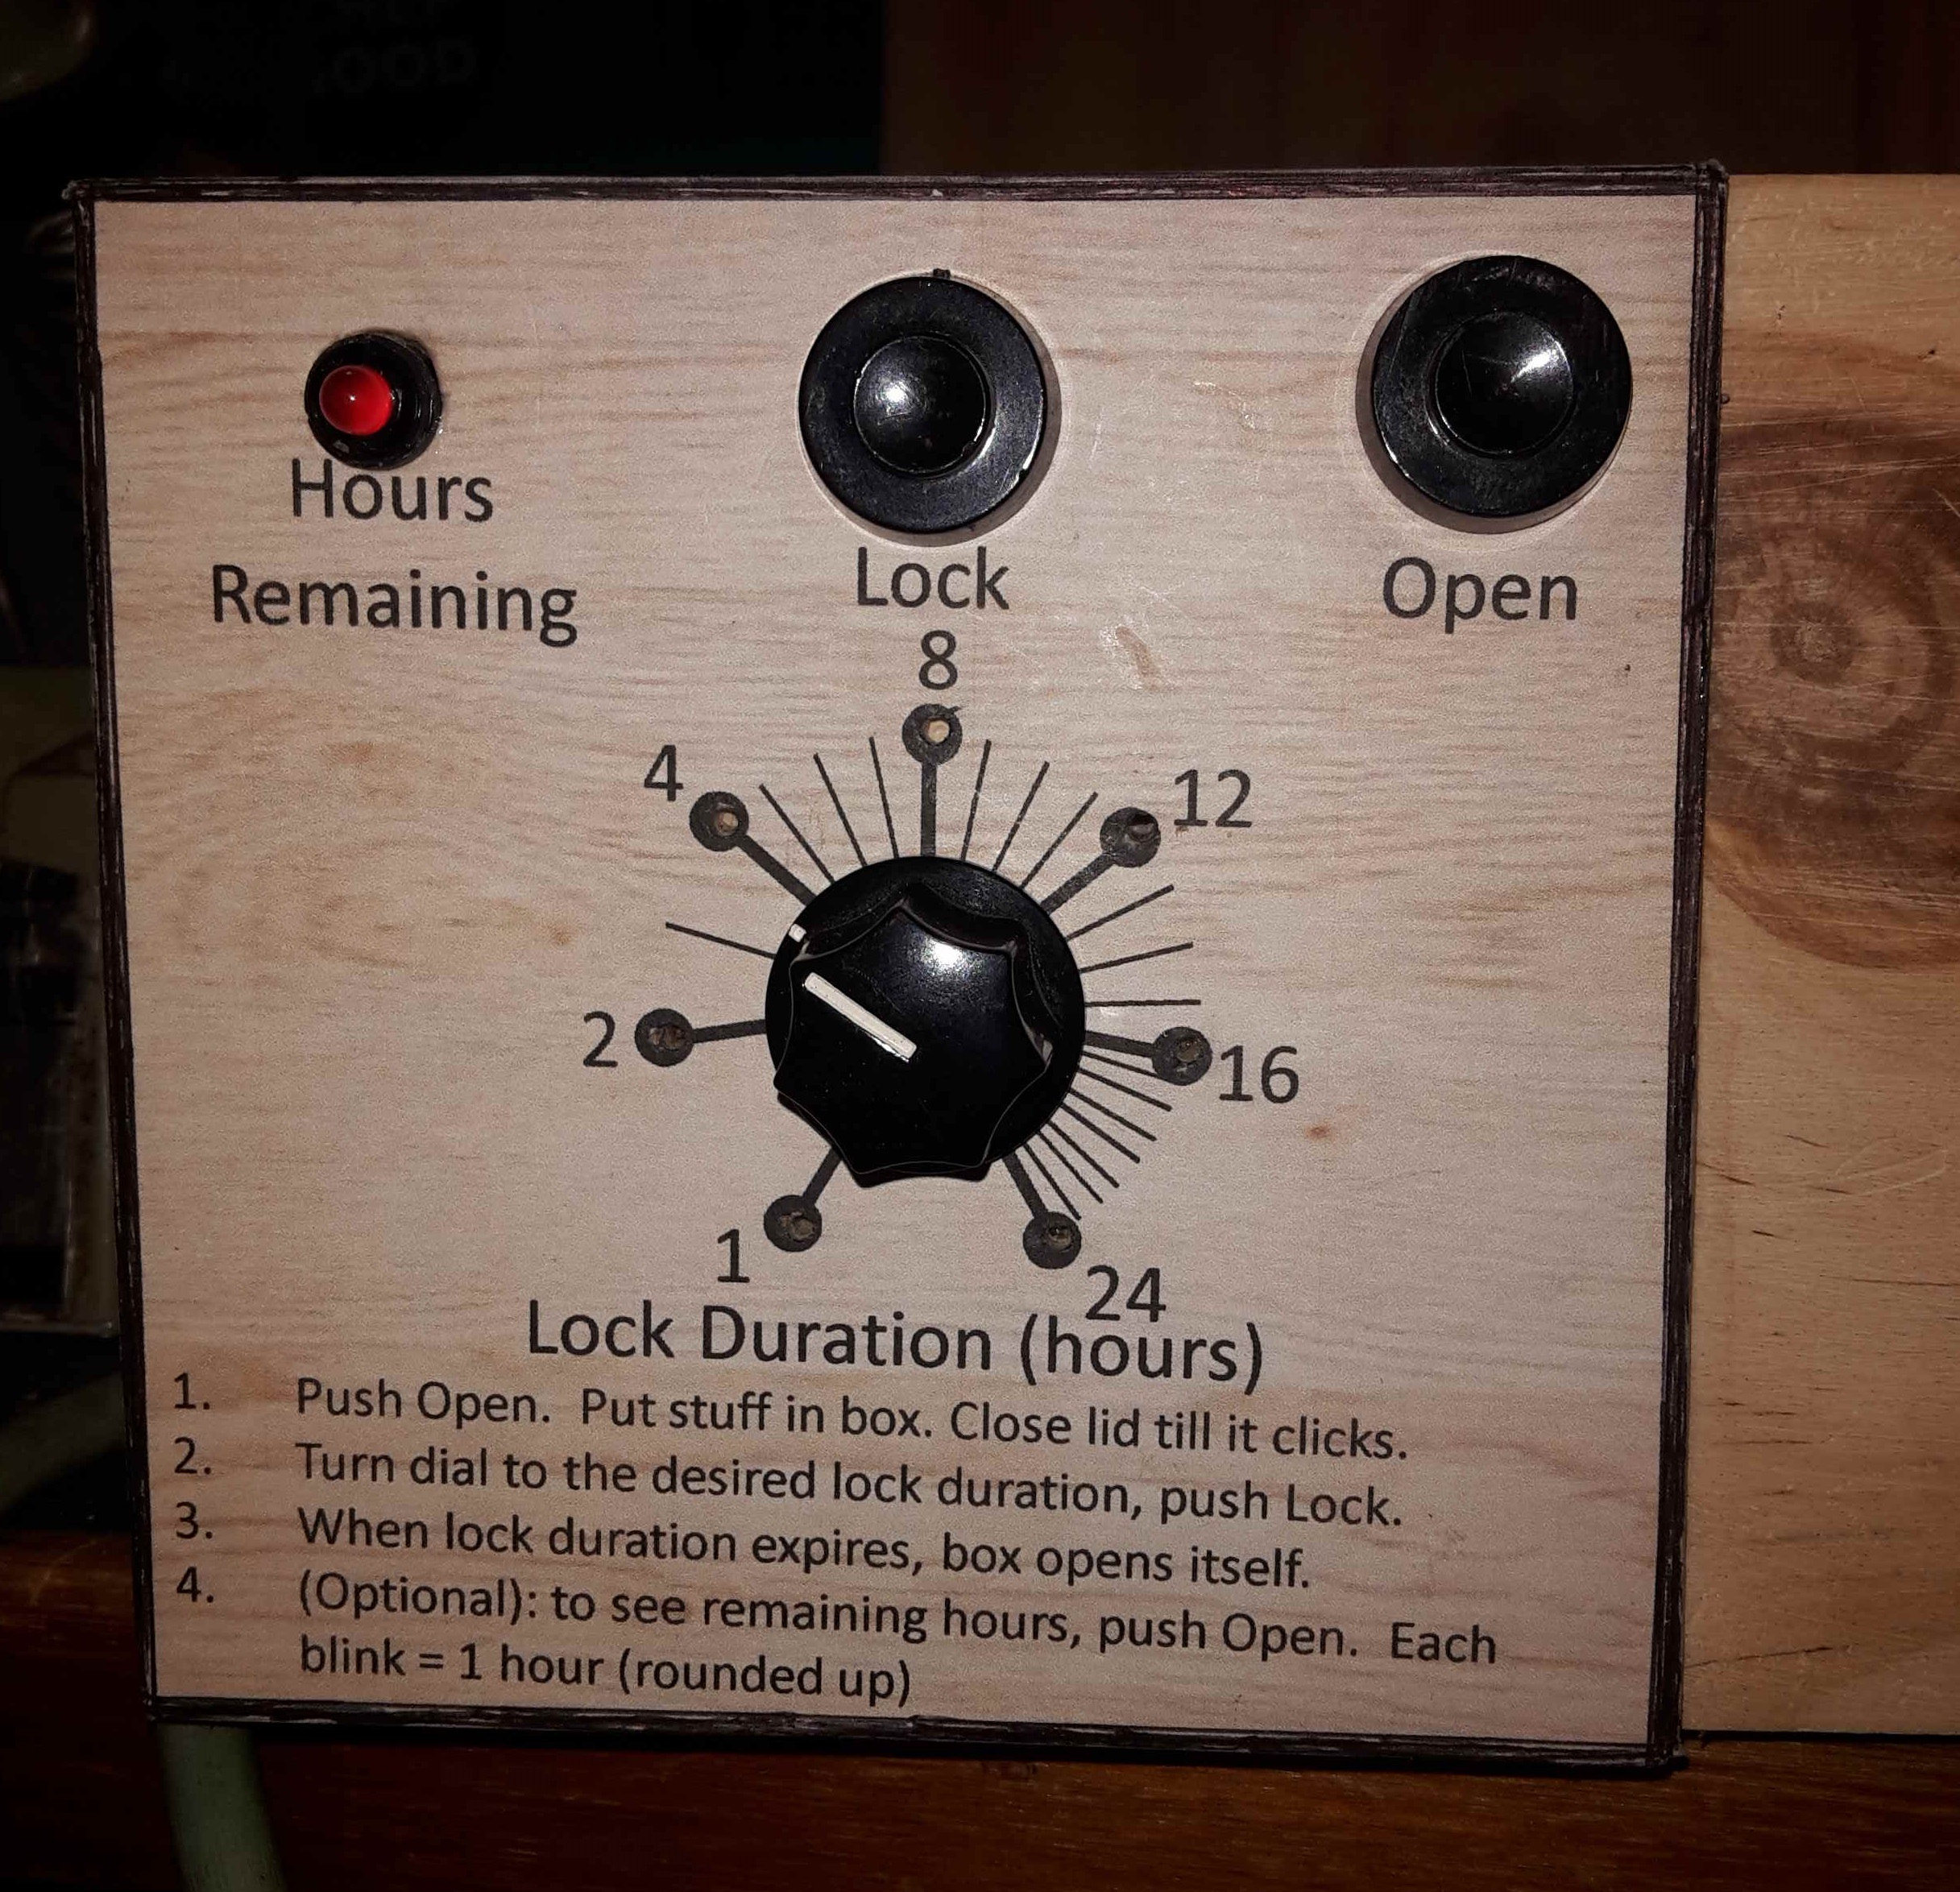 OOD
Hours
Remaining
Lock
Open
8
4
12
2
16
1
24
Lock Duration (hours)
1. Push Open. Put stuff in box. Close lid till it clicks.
2. Turn dial to the desired lock duration, push Lock.
3. When lock duration expires, box opens itself.
4. (Optional): to see remaining hours, push Open. Each
blink = 1 hour (rounded up)